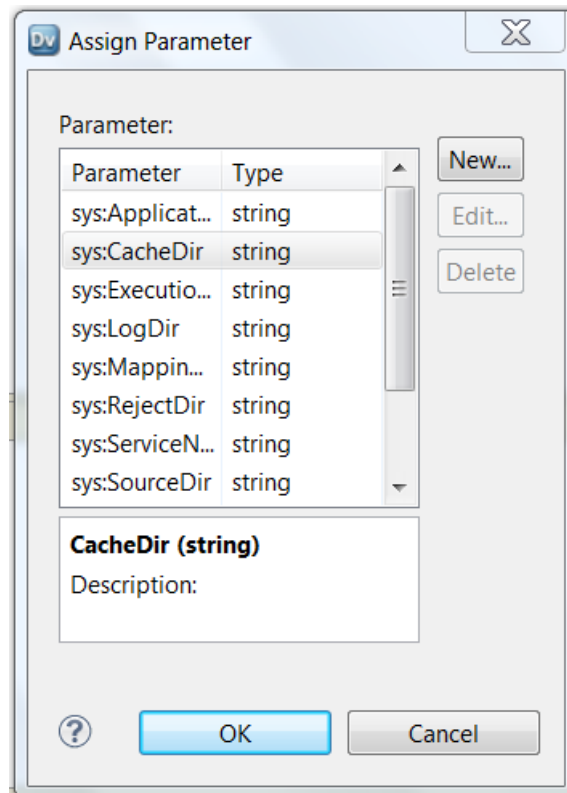 Dv Assign Parameter
Parameter:
New...
Parameter Type
sys:Applicat... string
Edit...
sys:CacheDir string
Delete
sys:Executio... string
sys:LogDir string
sys:Mappin... string
sys:RejectDir string
sys:ServiceN... string
sys:SourceDir string
CacheDir (string)
Description:
? OK Cancel